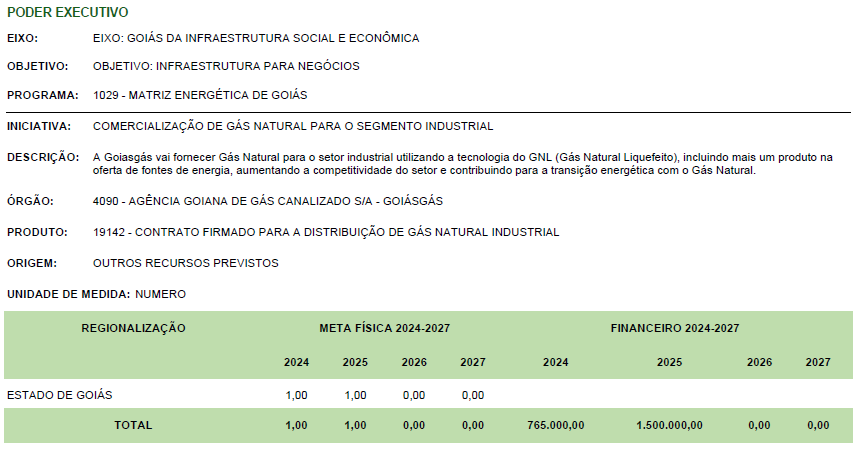 PODER EXECUTIVO
EIXO: EIXO: GOIÁS DA INFRAESTRUTURA SOCIAL E ECONÔMICA
OBJETIVO: OBJETIVO: INFRAESTRUTURA PARA NEGÓCIOS
PROGRAMA: 1029 - MATRIZ ENERGÉTICA DE GOIÁS
INICIATIVA: COMERCIALIZAÇÃO DE GÁS NATURAL PARA O SEGMENTO INDUSTRIAL
DESCRIÇÃO: A Goiasgás vai fornecer Gás Natural para o setor industrial utilizando a tecnologia do GNL (Gás Natural Liquefeito), incluindo mais um produto na
oferta de fontes de energia, aumentando a competitividade do setor e contribuindo para a transição energética com o Gás Natural.
ÓRGÃO: 4090 - AGÊNCIA GOIANA DE GÁS CANALIZADO S/A - GOIÁSGÁS
PRODUTO: 19142 - CONTRATO FIRMADO PARA A DISTRIBUIÇÃO DE GÁS NATURAL INDUSTRIAL
ORIGEM: OUTROS RECURSOS PREVISTOS
UNIDADE DE MEDIDA: NUMERO
REGIONALIZAÇÃO META FÍSICA 2024-2027 FINANCEIRO 2024-2027
2024 2025 2026 2027 2024 2025 2026 2027
ESTADO DE GOIÁS 1,00 1,00 0,00 0,00
TOTAL 1,00 1,00 0,00 0,00 765.000,00 1.500.000,00 0,00 0,00